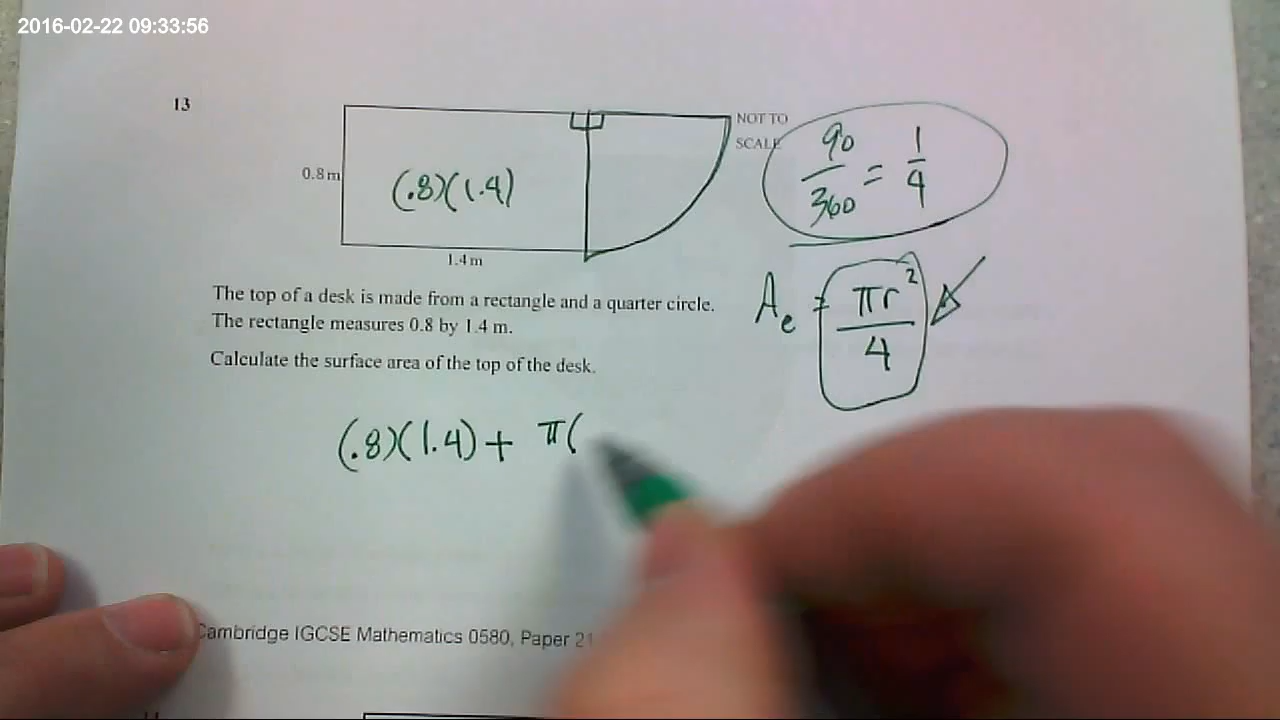 2016-02-22 09:33:56
13
NOT TO
SCALE
90/360 = 1/4
0.8 m
(.8)(1.4)
1.4 m
The top of a desk is made from a rectangle and a quarter circle.
The rectangle measures 0.8 by 1.4 m.
Calculate the surface area of the top of the desk.
Ae = πr²/4
(.8)(1.4) + π(
Cambridge IGCSE Mathematics 0580, Paper 21